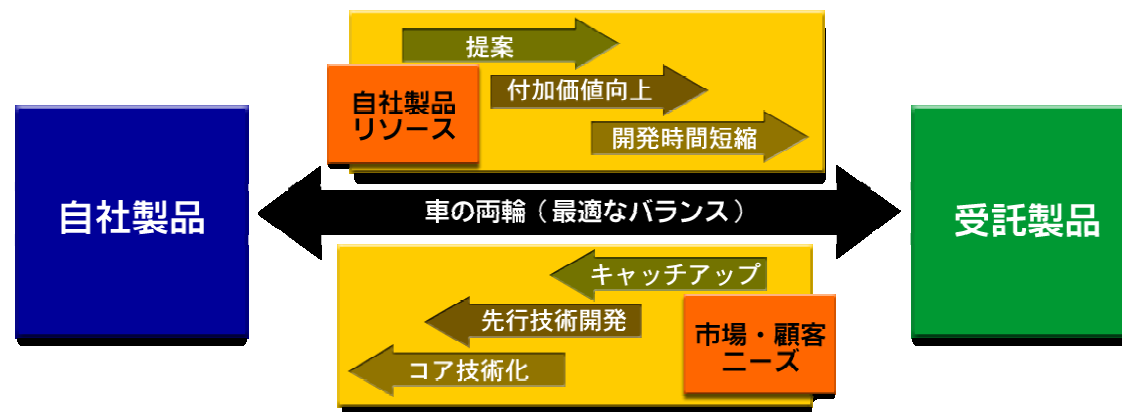 提案
付加価値向上
開発時間短縮
自社製品
リソース
自社製品
車の両輪（最適なバランス）
受託製品
キャッチアップ
先行技術開発
コア技術化
市場・顧客
ニーズ